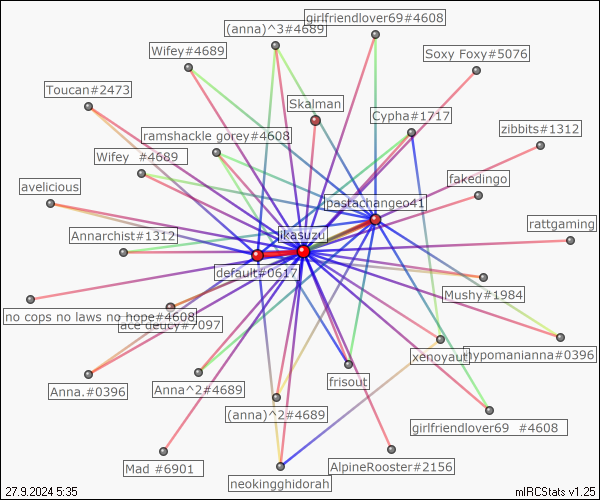 girlfriendlover69#4608
(anna)^3#4689
Wifey#4689
Soxy Foxy#5076
Toucan#2473
Skalman
Cypha#1717
zibbits#1312
ramshackle gorey#4608
Wifey  #4689
fakedingo
avelicious
pastachangeo41
rattgaming
Annarchist#1312
ikasuzu
default#0617
Mushy#1984
no cops no laws no hope#4608
ace deucy#7097
xenoyaut
hypomanianna#0396
Anna.#0396
Anna^2#4689
frisout
(anna)^2#4689
girlfriendlover69  #4608
Mad #6901
AlpineRooster#2156
neokingghidorah
27.9.2024 5:35
mIRCStats v1.25